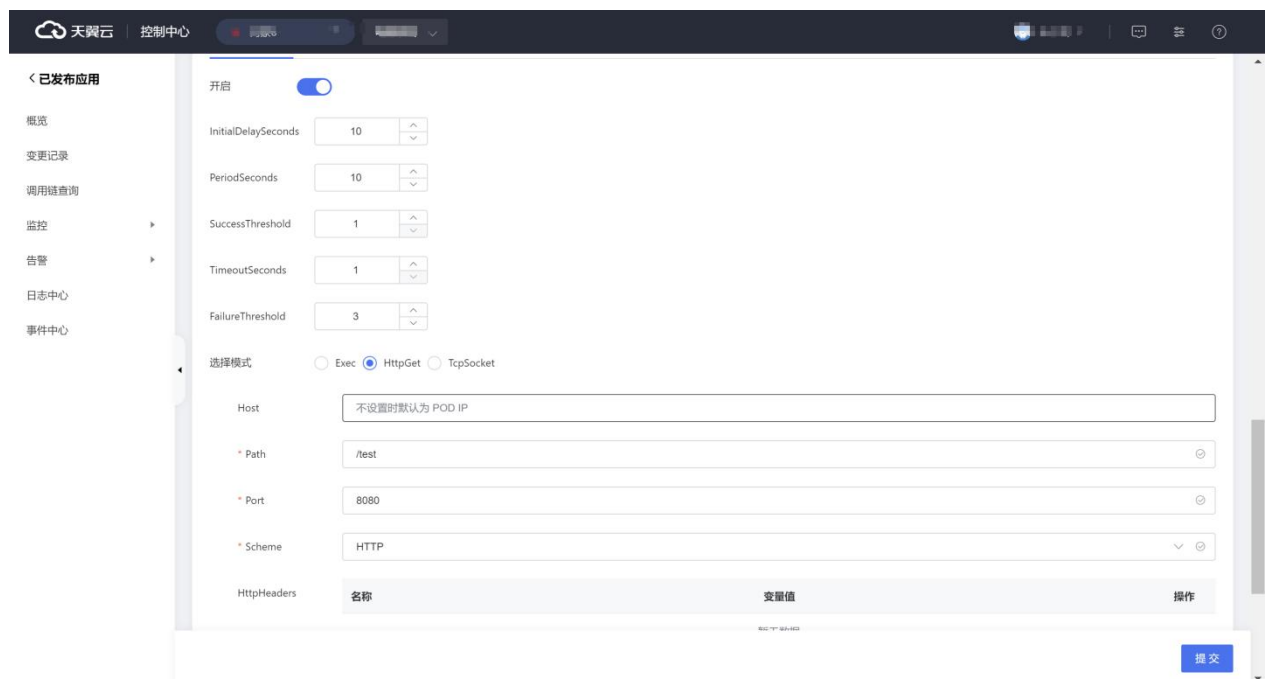 天翼云 控制中心
已发布应用
概览
变更记录
调用链查询
监控
告警
日志中心
事件中心
开启
InitialDelaySeconds 10
PeriodSeconds 10
SuccessThreshold 1
TimeoutSeconds 1
FailureThreshold 3
选择模式 Exec HttpGet TcpSocket
Host 不设置时默认为 POD IP
* Path /test
* Port 8080
* Scheme HTTP
HttpHeaders 名称 变量值 操作
提交